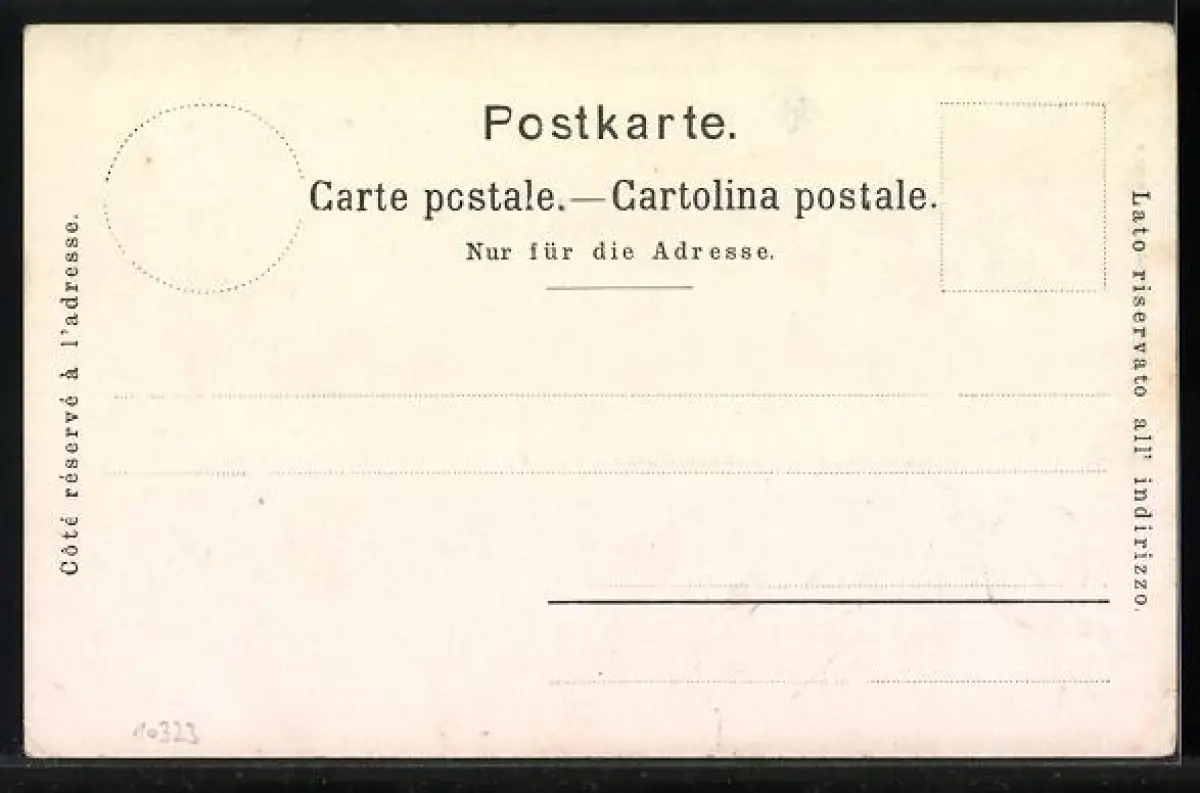 Postkarte.
Carte postale.—Cartolina postale.
Nur für die Adresse.
Côté réservé à l'adresse.
Lato riservato all' indirizzo.
10323